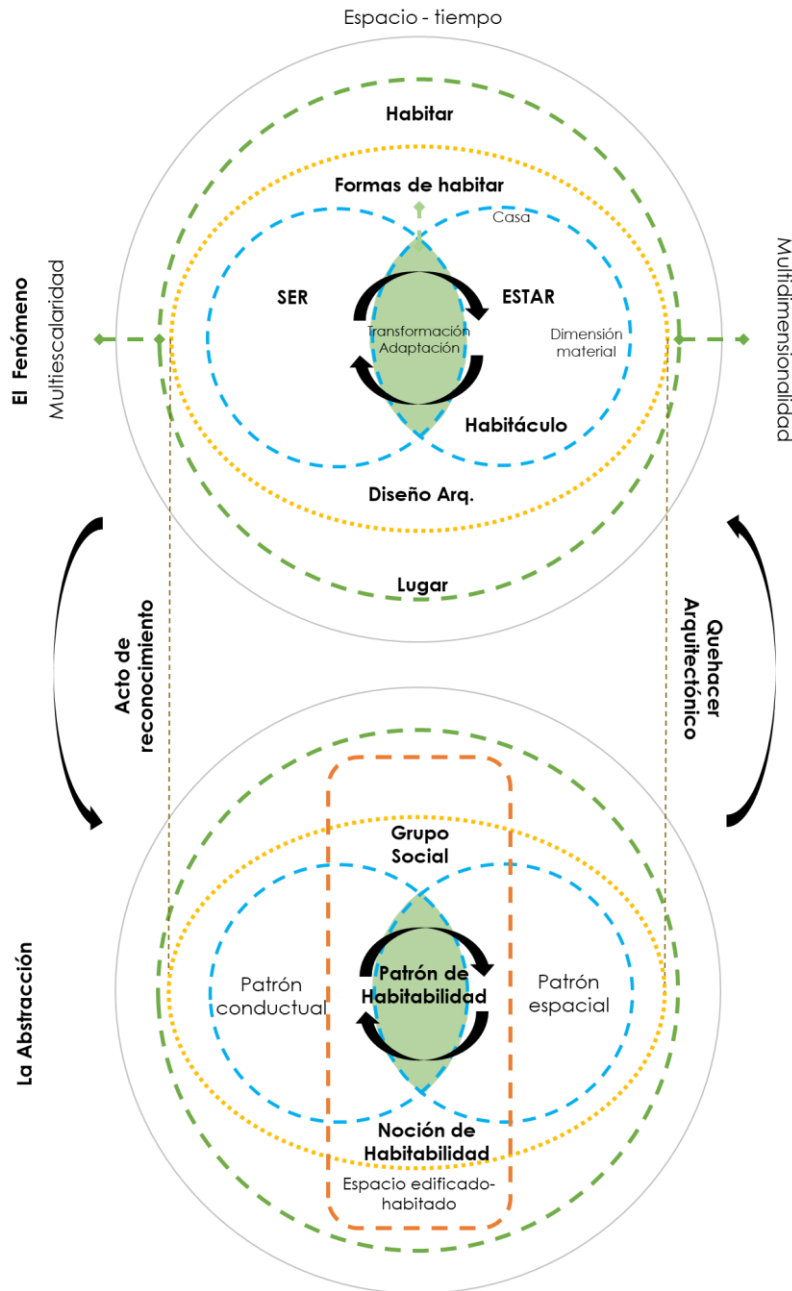 Espacio - tiempo
Habitar
Formas de habitar
Casa
SER
ESTAR
Transformación
Adaptación
Dimensión
material
Habitáculo
Diseño Arq.
Lugar
El Fenómeno
Multiescalaridad
Multidimensionalidad
Acto de
reconocimiento
Quehacer
Arquitectónico
Grupo
Social
Patrón
conductual
Patrón de
Habitabilidad
Patrón
espacial
Noción de
Habitabilidad
Espacio edificado-
habitado
La Abstracción